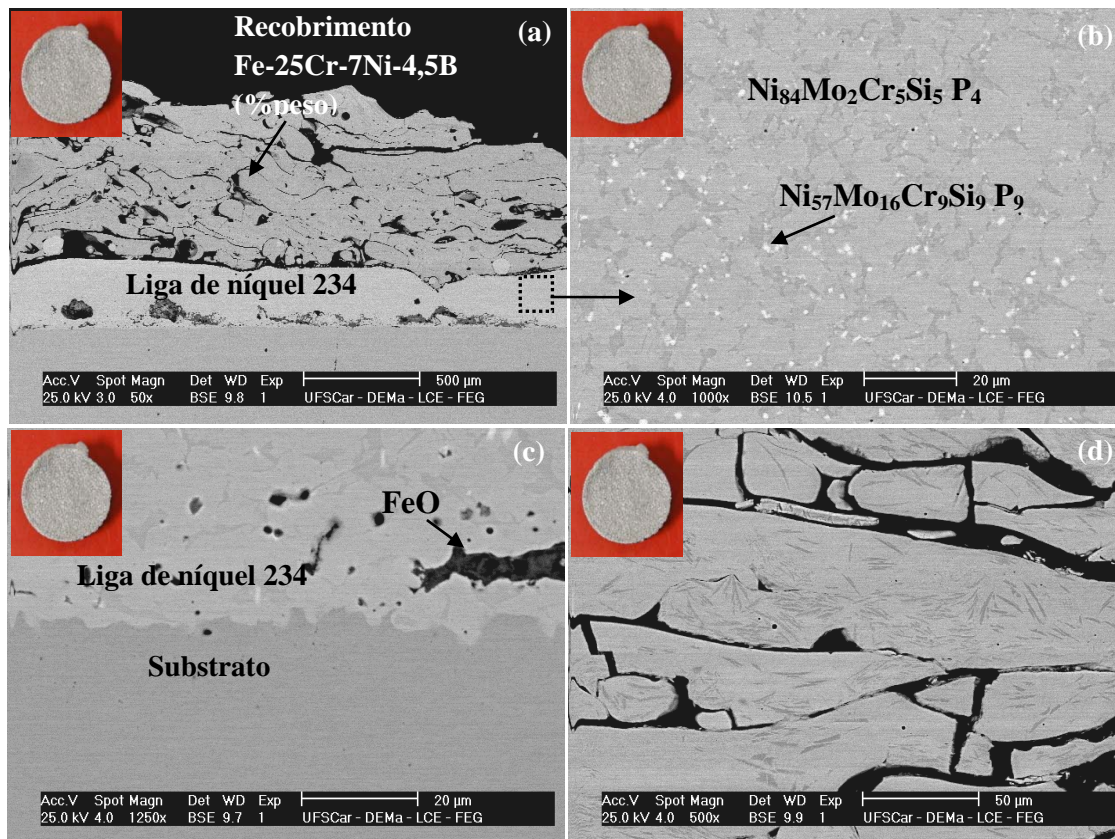 Recobrimento
Fe-25Cr-7Ni-4,5B
(%peso)
(a)
Liga de níquel 234
Acc.V Spot Magn Det WD Exp 500 µm
25.0 kV 3.0 50x BSE 9.8 1 UFSCar - DEMa - LCE - FEG
(b)
Ni84Mo2Cr5Si5 P4
Ni57Mo16Cr9Si9 P9
Acc.V Spot Magn Det WD Exp 20 µm
25.0 kV 4.0 1000x BSE 10.5 1 UFSCar - DEMa - LCE - FEG
(c)
FeO
Liga de níquel 234
Substrato
Acc.V Spot Magn Det WD Exp 20 µm
25.0 kV 4.0 1250x BSE 9.7 1 UFSCar - DEMa - LCE - FEG
(d)
Acc.V Spot Magn Det WD Exp 50 µm
25.0 kV 4.0 500x BSE 9.9 1 UFSCar - DEMa - LCE - FEG